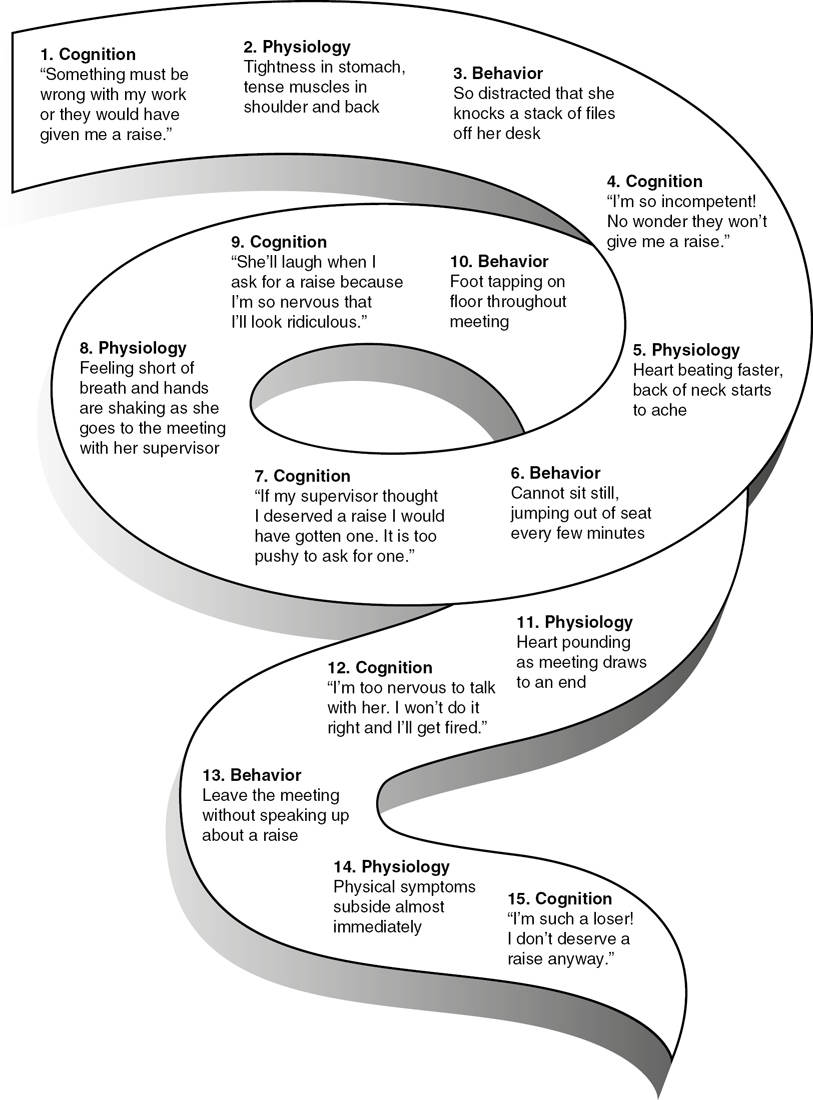 1. Cognition
“Something must be
wrong with my work
or they would have
given me a raise.”
2. Physiology
Tightness in stomach,
tense muscles in
shoulder and back
3. Behavior
So distracted that she
knocks a stack of files
off her desk
4. Cognition
“I’m so incompetent!
No wonder they won’t
give me a raise.”
5. Physiology
Heart beating faster,
back of neck starts
to ache
6. Behavior
Cannot sit still,
jumping out of seat
every few minutes
7. Cognition
“If my supervisor thought
I deserved a raise I would
have gotten one. It is too
pushy to ask for one.”
8. Physiology
Feeling short of
breath and hands
are shaking as she
goes to the meeting
with her supervisor
9. Cognition
“She’ll laugh when I
ask for a raise because
I’m so nervous that
I’ll look ridiculous.”
10. Behavior
Foot tapping on
floor throughout
meeting
11. Physiology
Heart pounding
as meeting draws
to an end
12. Cognition
“I’m too nervous to talk
with her. I won’t do it
right and I’ll get fired.”
13. Behavior
Leave the meeting
without speaking up
about a raise
14. Physiology
Physical symptoms
subside almost
immediately
15. Cognition
“I’m such a loser!
I don’t deserve a
raise anyway.”